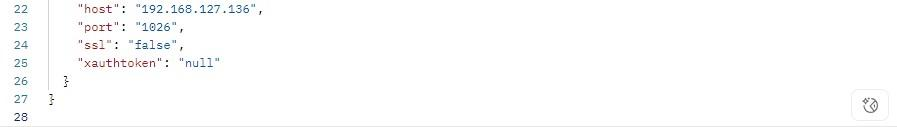 22 "host": "192.168.127.136",
23 "port": "1026",
24 "ssl": "false",
25 "xauthtoken": "null"
26 }
27 }
28